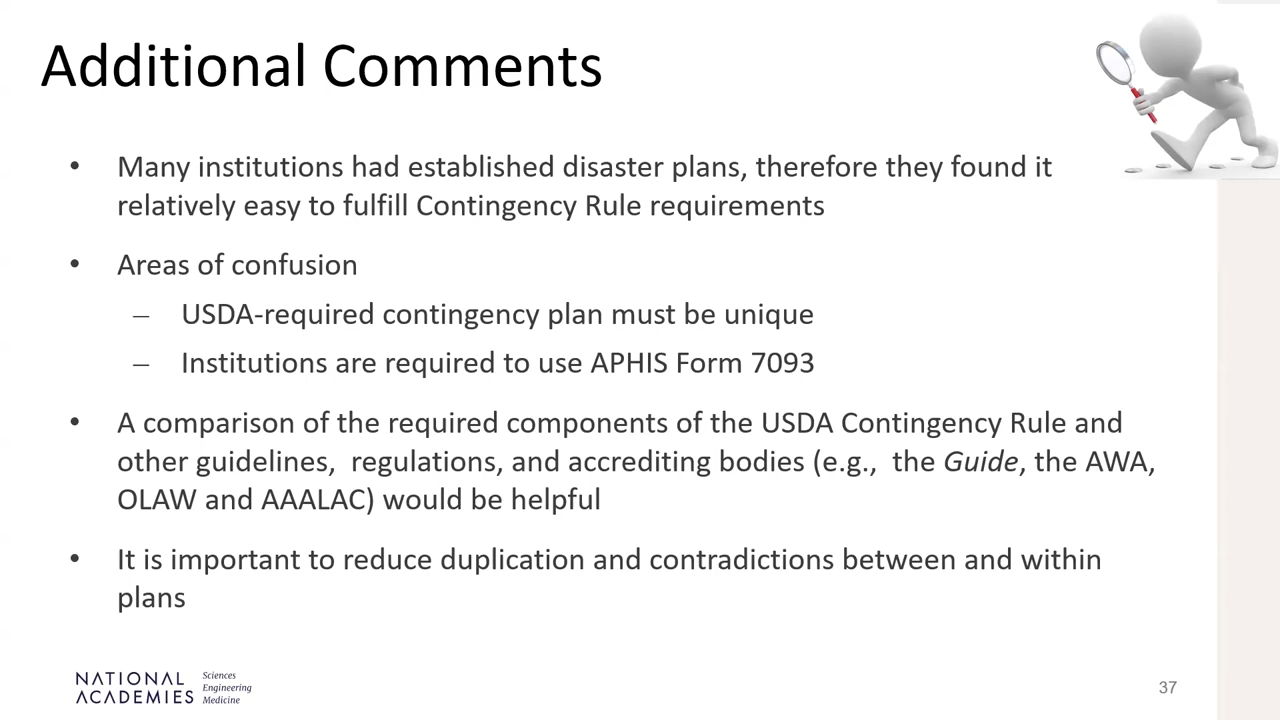 Additional Comments
• Many institutions had established disaster plans, therefore they found it
relatively easy to fulfill Contingency Rule requirements
• Areas of confusion
– USDA-required contingency plan must be unique
– Institutions are required to use APHIS Form 7093
• A comparison of the required components of the USDA Contingency Rule and
other guidelines,  regulations, and accrediting bodies (e.g.,  the Guide, the AWA,
OLAW and AAALAC) would be helpful
• It is important to reduce duplication and contradictions between and within
plans
NATIONAL ACADEMIES
Sciences
Engineering
Medicine
37